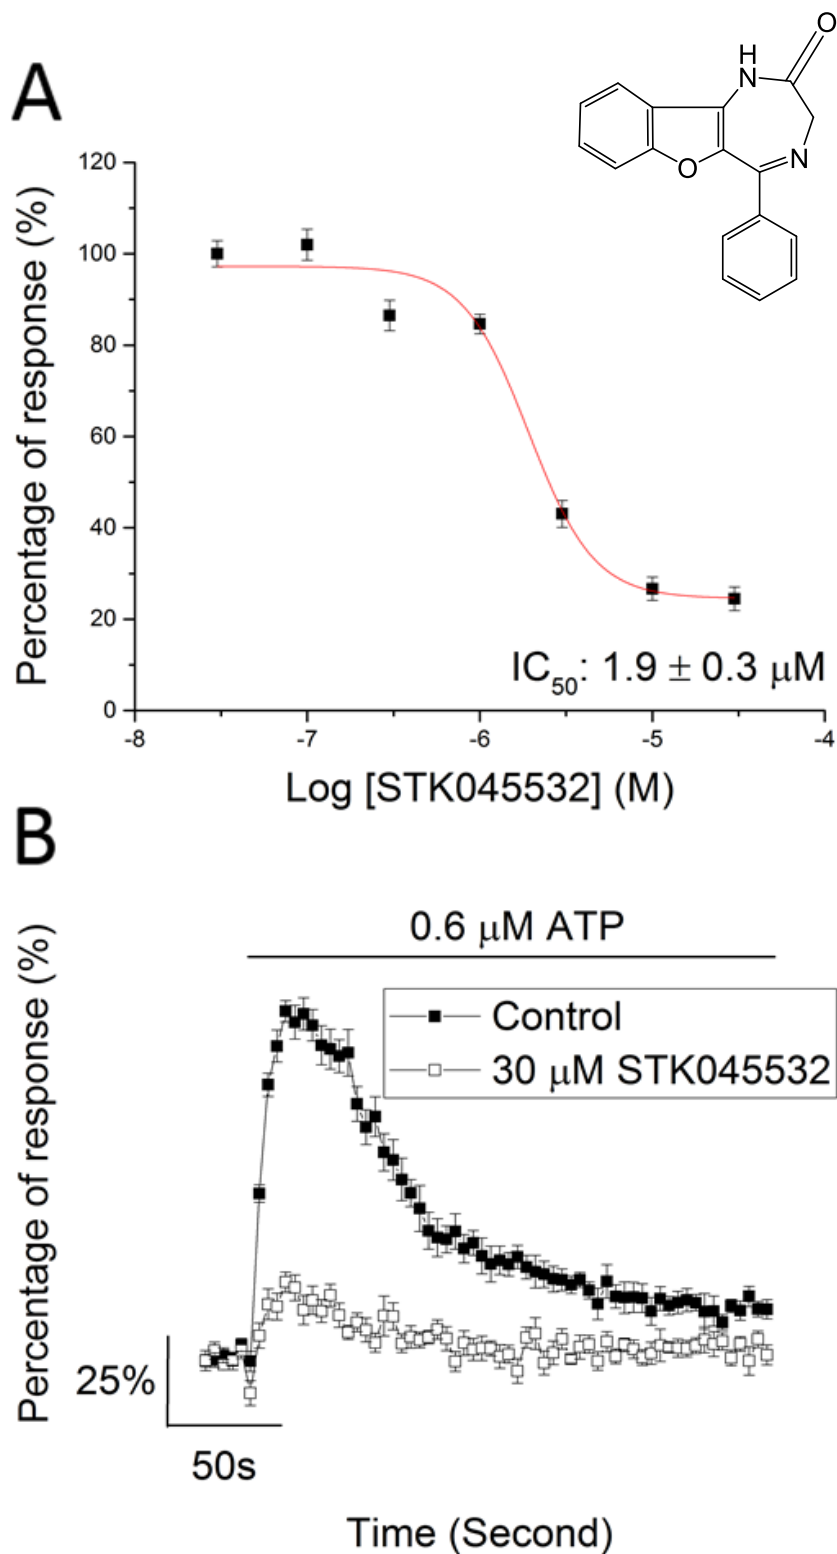 A
O
H
N
N
O
120
100
80
60
40
20
0
-8
-7
-6
-5
-4
Percentage of response (%)
IC50: 1.9 ± 0.3 μM
Log [STK045532] (M)
B
0.6 μM ATP
Control
30 μM STK045532
Percentage of response (%)
25%
50s
Time (Second)